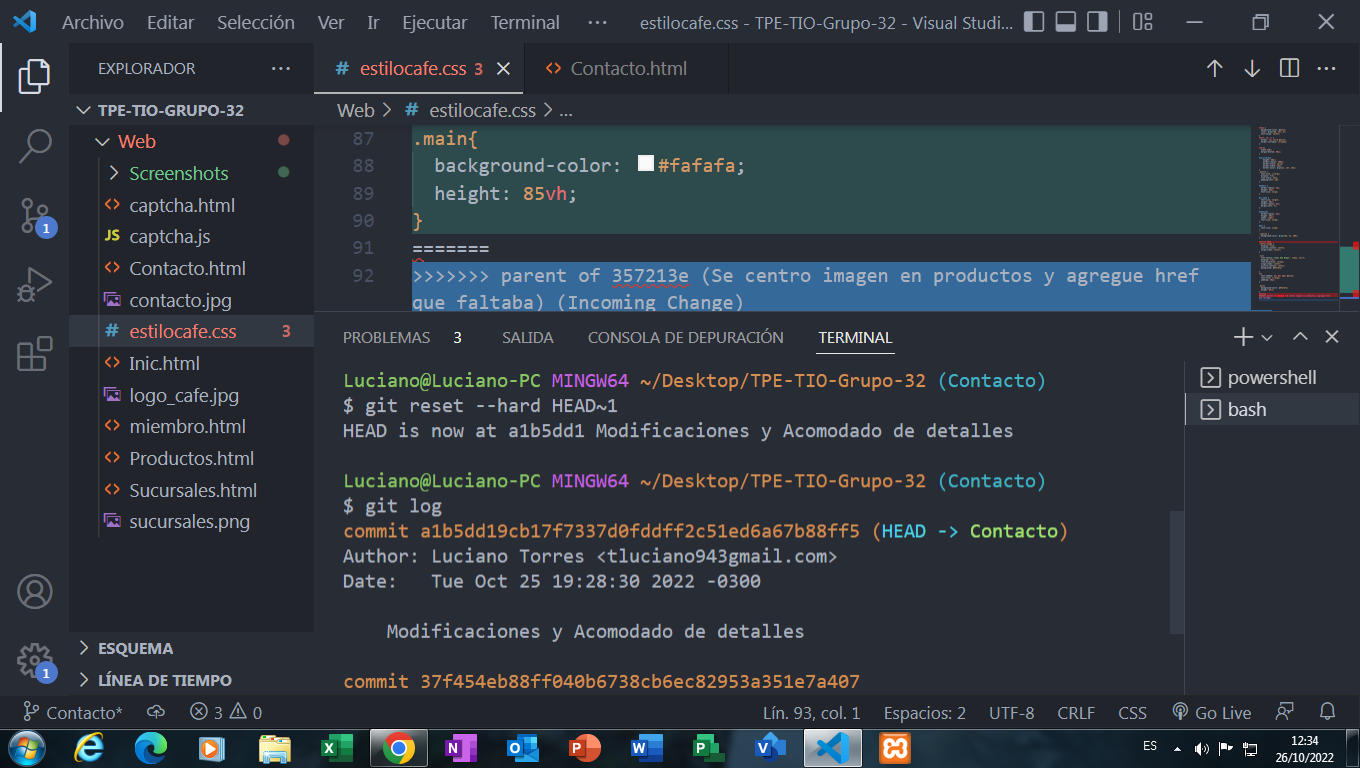 Archivo Editar Selección Ver Ir Ejecutar Terminal ··· estilocafe.css - TPE-TIO-Grupo-32 - Visual Studi...
EXPLORADOR ···
# estilocafe.css 3 <> Contacto.html
TPE-TIO-GRUPO-32
Web > # estilocafe.css > ...
Web
Screenshots
<> captcha.html
JS captcha.js
<> Contacto.html
contacto.jpg
# estilocafe.css 3
<> Inic.html
logo_cafe.jpg
<> miembro.html
<> Productos.html
<> Sucursales.html
sucursales.png
ESQUEMA
LÍNEA DE TIEMPO
1
1
87 .main{
88 background-color: #fafafa;
89 height: 85vh;
90 }
91 =======
92 >>>>>>> parent of 357213e (Se centro imagen en productos y agregue href
que faltaba) (Incoming Change)
PROBLEMAS 3 SALIDA CONSOLA DE DEPURACIÓN TERMINAL
powershell
bash
Luciano@Luciano-PC MINGW64 ~/Desktop/TPE-TIO-Grupo-32 (Contacto)
$ git reset --hard HEAD~1
HEAD is now at a1b5dd1 Modificaciones y Acomodado de detalles
Luciano@Luciano-PC MINGW64 ~/Desktop/TPE-TIO-Grupo-32 (Contacto)
$ git log
commit a1b5dd19cb17f7337d0fddff2c51ed6a67b88ff5 (HEAD -> Contacto)
Author: Luciano Torres <tluciano943gmail.com>
Date: Tue Oct 25 19:28:30 2022 -0300
Modificaciones y Acomodado de detalles
commit 37f454eb88ff040b6738cb6ec82953a351e7a407
Contacto* 3 0 Lín. 93, col. 1 Espacios: 2 UTF-8 CRLF CSS Go Live
ES 12:34
26/10/2022